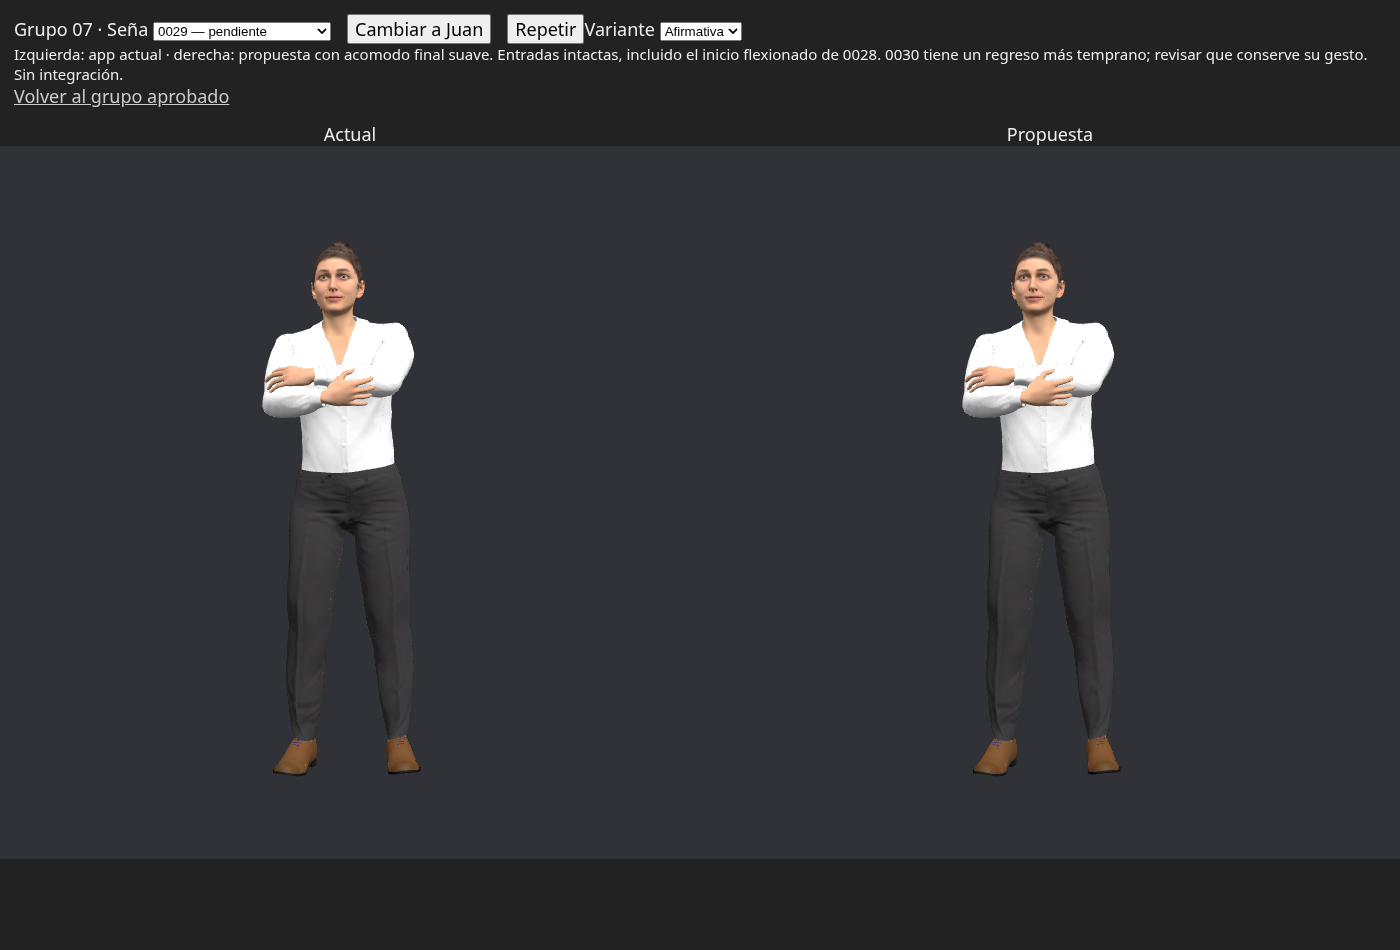 Grupo 07 · Seña 0029 — pendiente Cambiar a Juan Repetir Variante Afirmativa
Izquierda: app actual · derecha: propuesta con acomodo final suave. Entradas intactas, incluido el inicio flexionado de 0028. 0030 tiene un regreso más temprano; revisar que conserve su gesto.
Sin integración.
Volver al grupo aprobado
Actual Propuesta